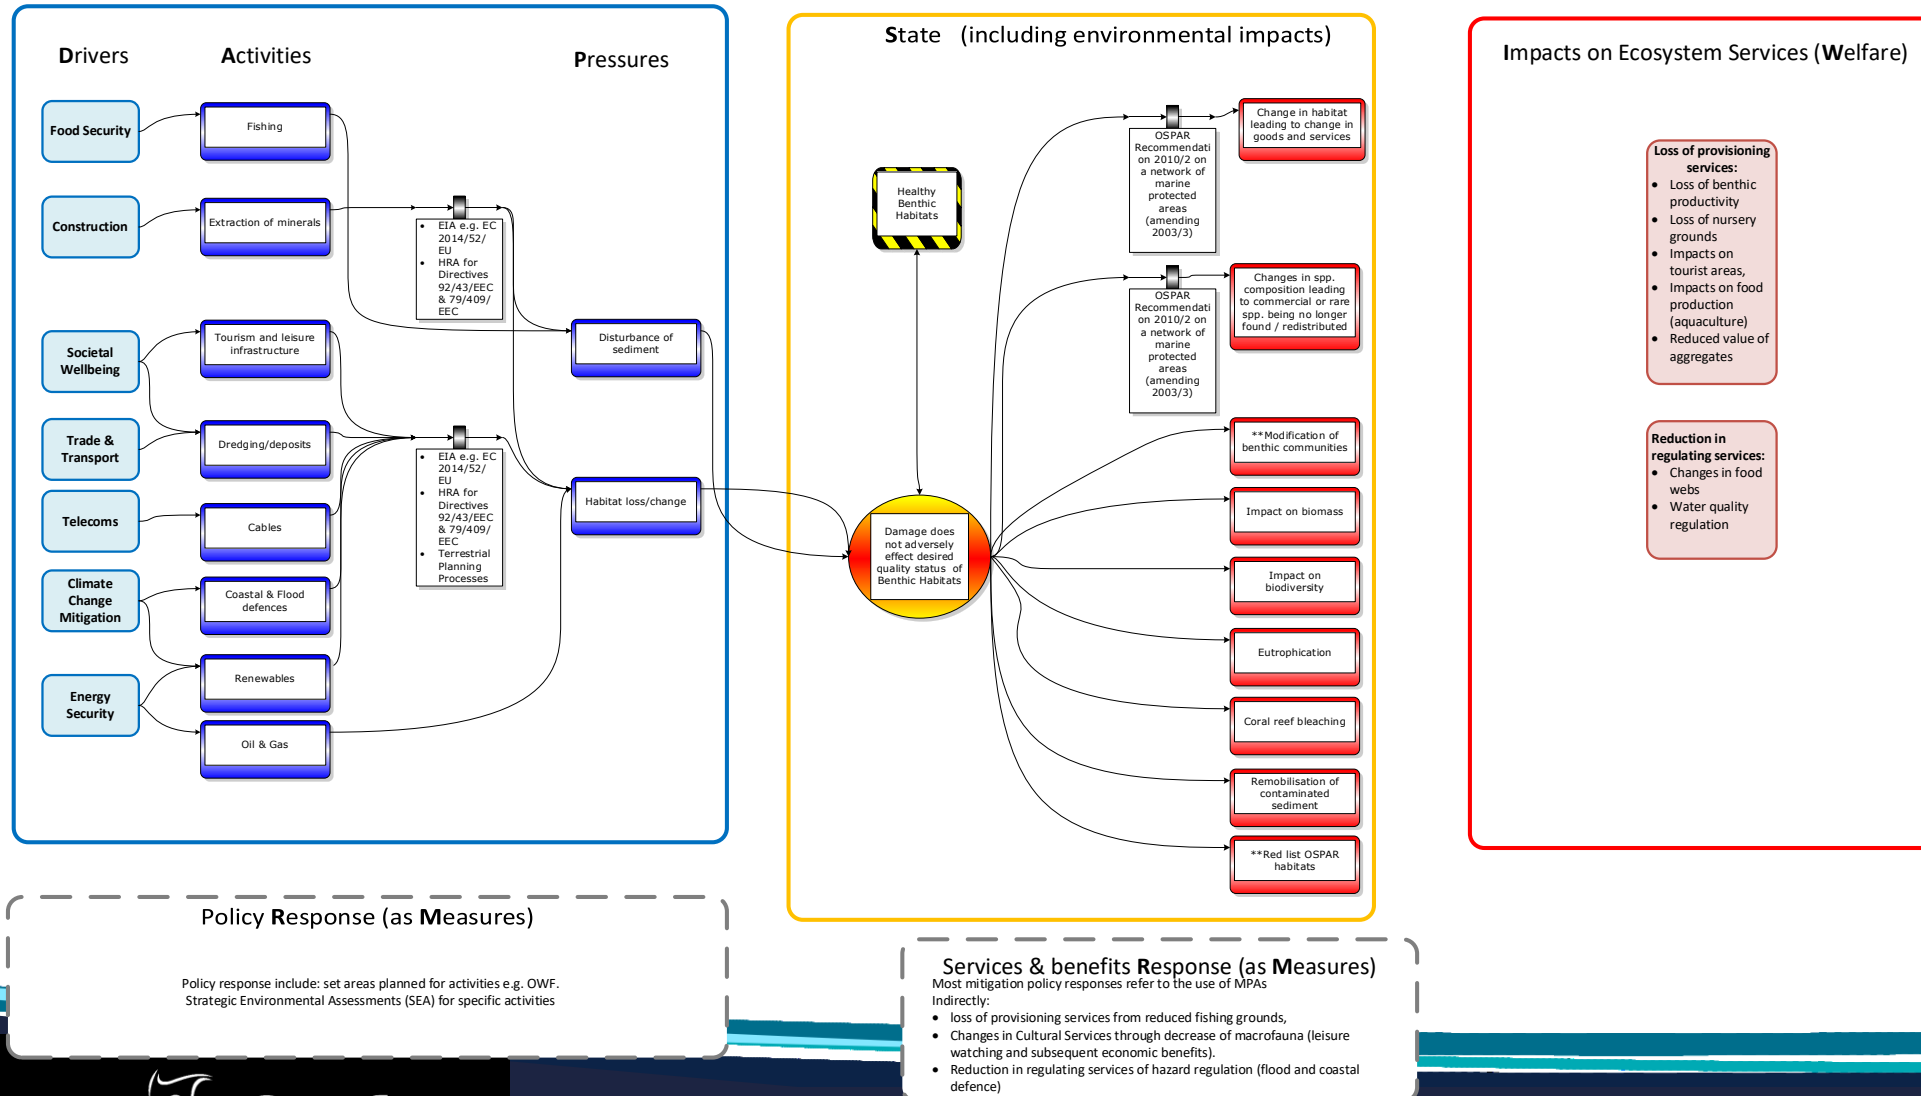 Drivers
Activities
Pressures
Food Security
Fishing
Construction
Extraction of minerals
• EIA e.g. EC
2014/52/
EU
• HRA for
Directives
92/43/EEC
& 79/409/
EEC
Societal
Wellbeing
Tourism and leisure
infrastructure
Disturbance of
sediment
Trade &
Transport
Dredging/deposits
• EIA e.g. EC
2014/52/
EU
• HRA for
Directives
92/43/EEC
& 79/409/
EEC
• Terrestrial
Planning
Processes
Habitat loss/change
Telecoms
Cables
Climate
Change
Mitigation
Coastal & Flood
defences
Renewables
Energy
Security
Oil & Gas
State (including environmental impacts)
Healthy
Benthic
Habitats
Damage does
not adversely
effect desired
quality status of
Benthic Habitats
OSPAR
Recommendati
on 2010/2 on
a network of
marine
protected
areas
(amending
2003/3)
Change in habitat
leading to change in
goods and services
OSPAR
Recommendati
on 2010/2 on
a network of
marine
protected
areas
(amending
2003/3)
Changes in spp.
composition leading
to commercial or rare
spp. being no longer
found / redistributed
**Modification of
benthic communities
Impact on biomass
Impact on
biodiversity
Eutrophication
Coral reef bleaching
Remobilisation of
contaminated
sediment
**Red list OSPAR
habitats
Impacts on Ecosystem Services (Welfare)
Loss of provisioning
services:
• Loss of benthic
productivity
• Loss of nursery
grounds
• Impacts on
tourist areas,
• Impacts on food
production
(aquaculture)
• Reduced value of
aggregates
Reduction in
regulating services:
• Changes in food
webs
• Water quality
regulation
Policy Response (as Measures)
Policy response include: set areas planned for activities e.g. OWF.
Strategic Environmental Assessments (SEA) for specific activities
Services & benefits Response (as Measures)
Most mitigation policy responses refer to the use of MPAs
Indirectly:
• loss of provisioning services from reduced fishing grounds,
• Changes in Cultural Services through decrease of macrofauna (leisure
watching and subsequent economic benefits).
• Reduction in regulating services of hazard regulation (flood and coastal
defence)